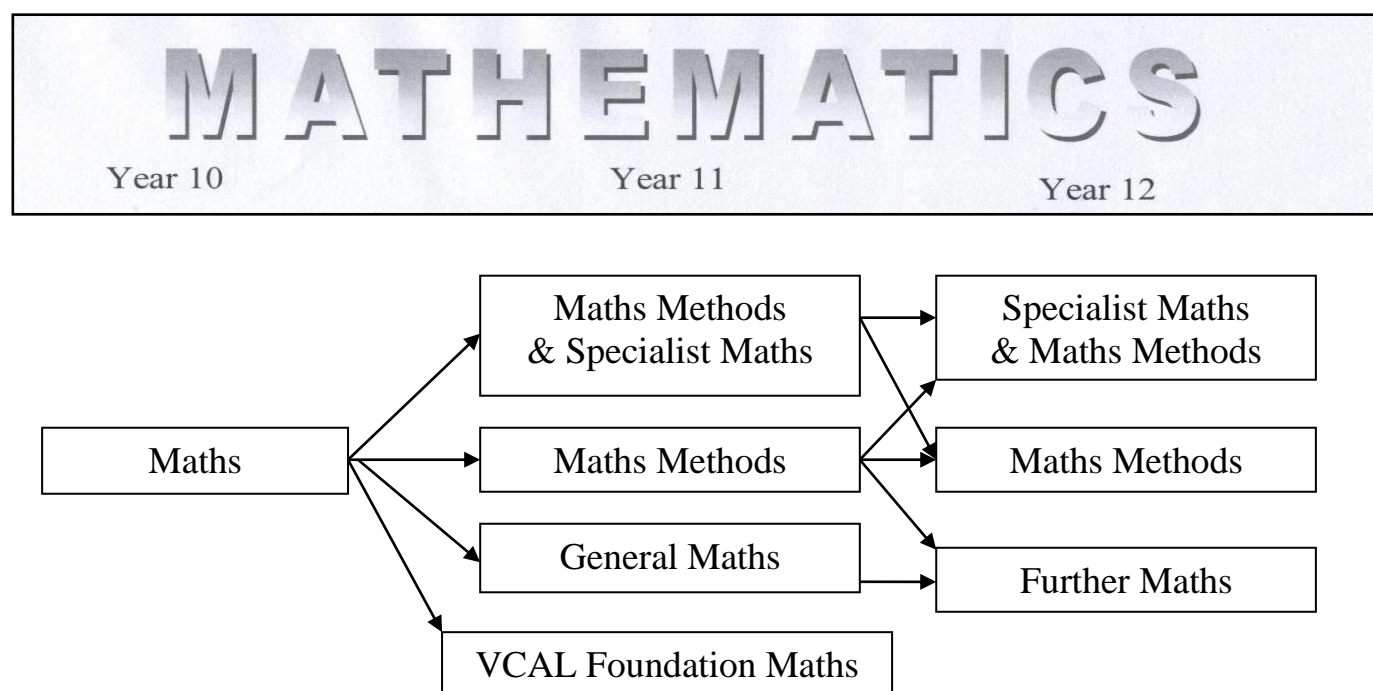 MATHEMATICS
Year 10
Year 11
Year 12
Maths Methods
& Specialist Maths
Specialist Maths
& Maths Methods
Maths
Maths Methods
Maths Methods
General Maths
Further Maths
VCAL Foundation Maths